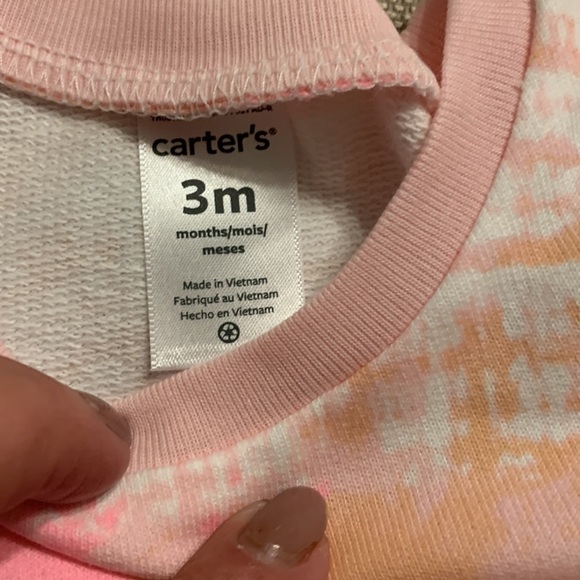 carter's®
3m
months/mois/
meses
Made in Vietnam
Fabriqué au Vietnam
Hecho en Vietnam